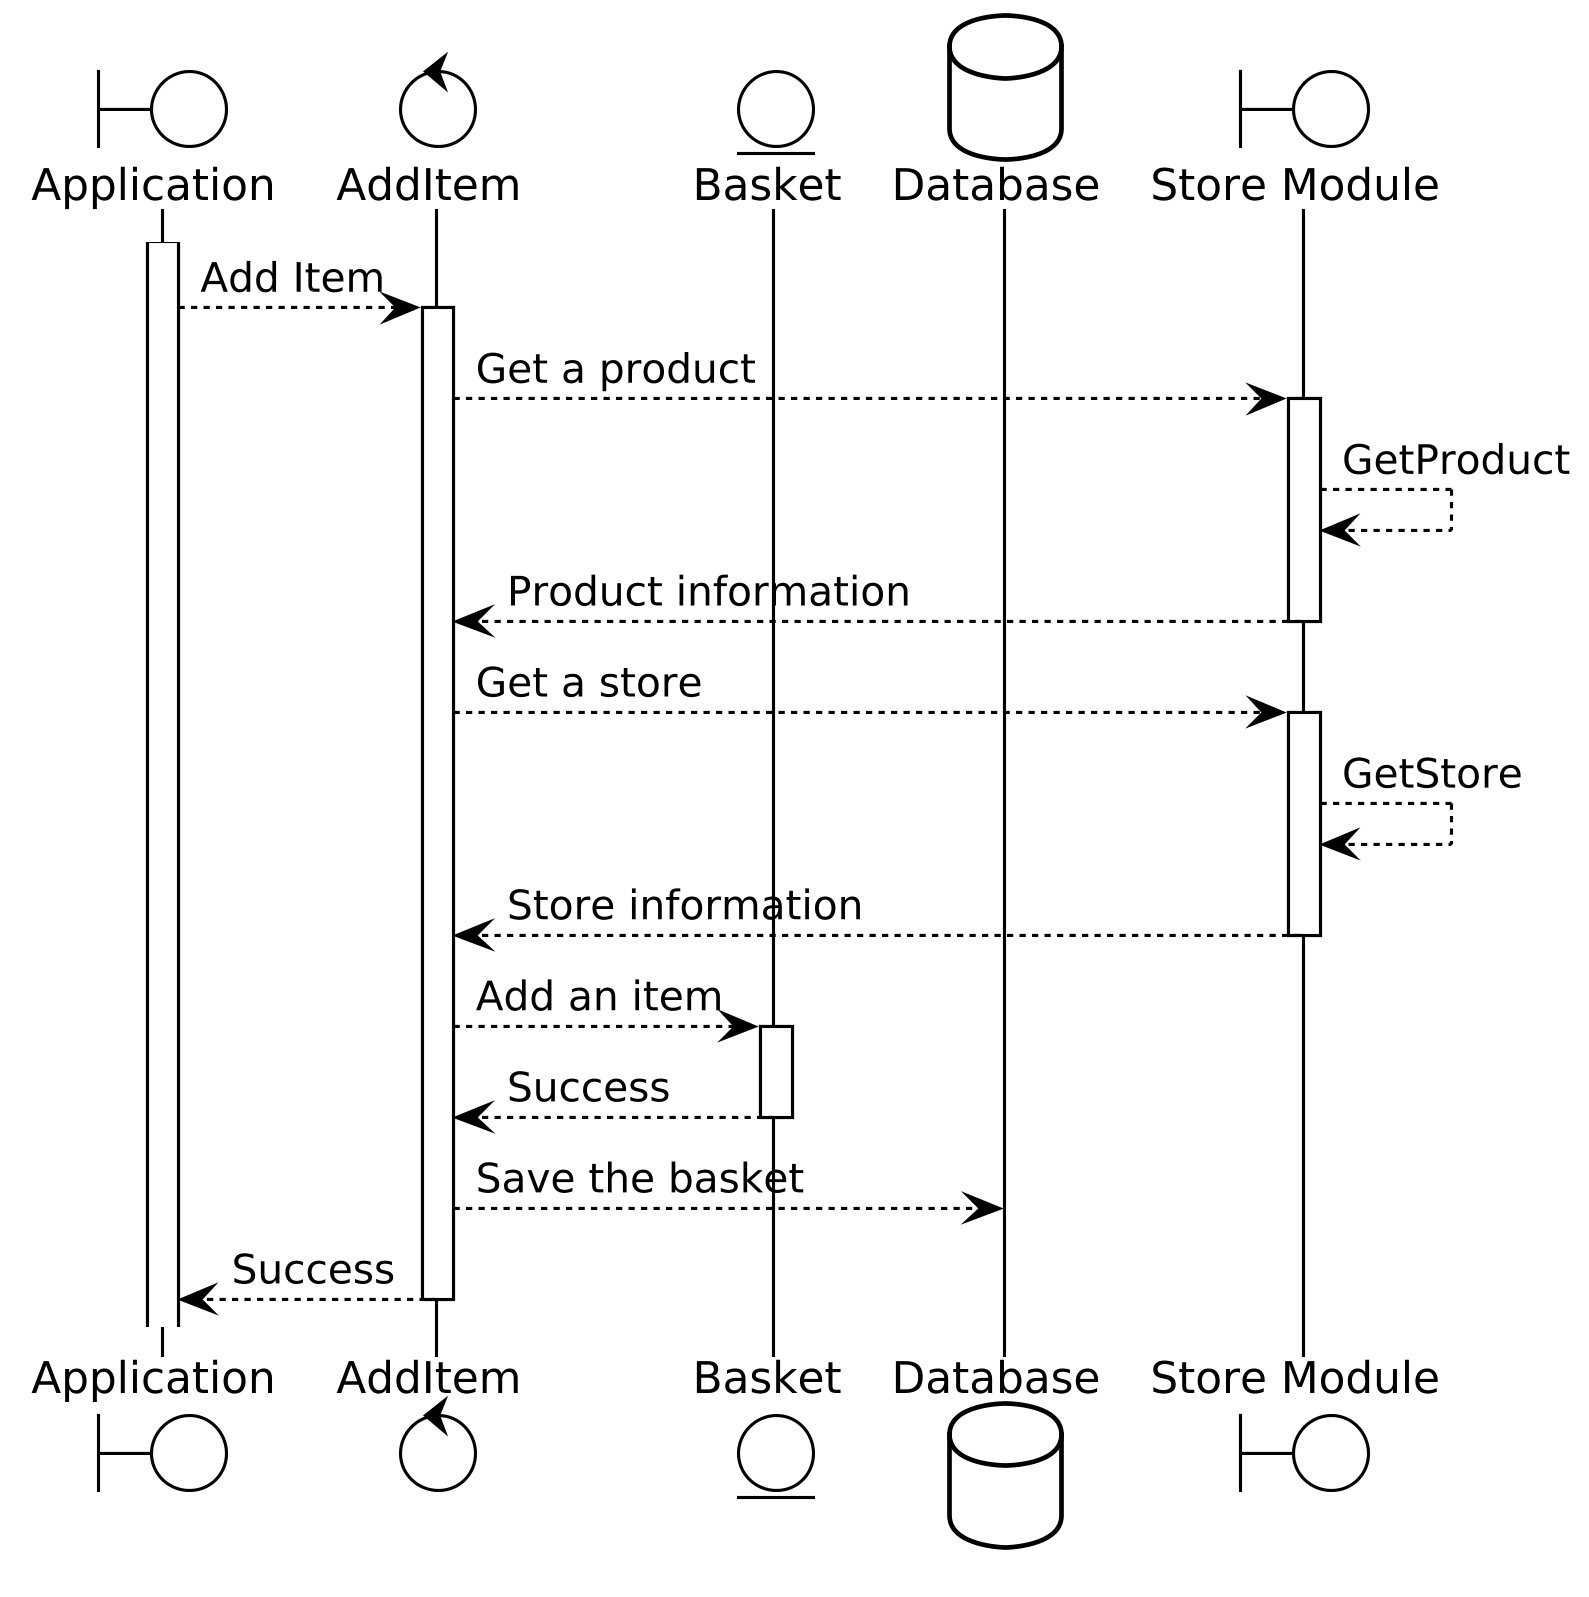 Application AddItem Basket Database Store Module
Add Item
Get a product
GetProduct
Product information
Get a store
GetStore
Store information
Add an item
Success
Save the basket
Success
Application AddItem Basket Database Store Module